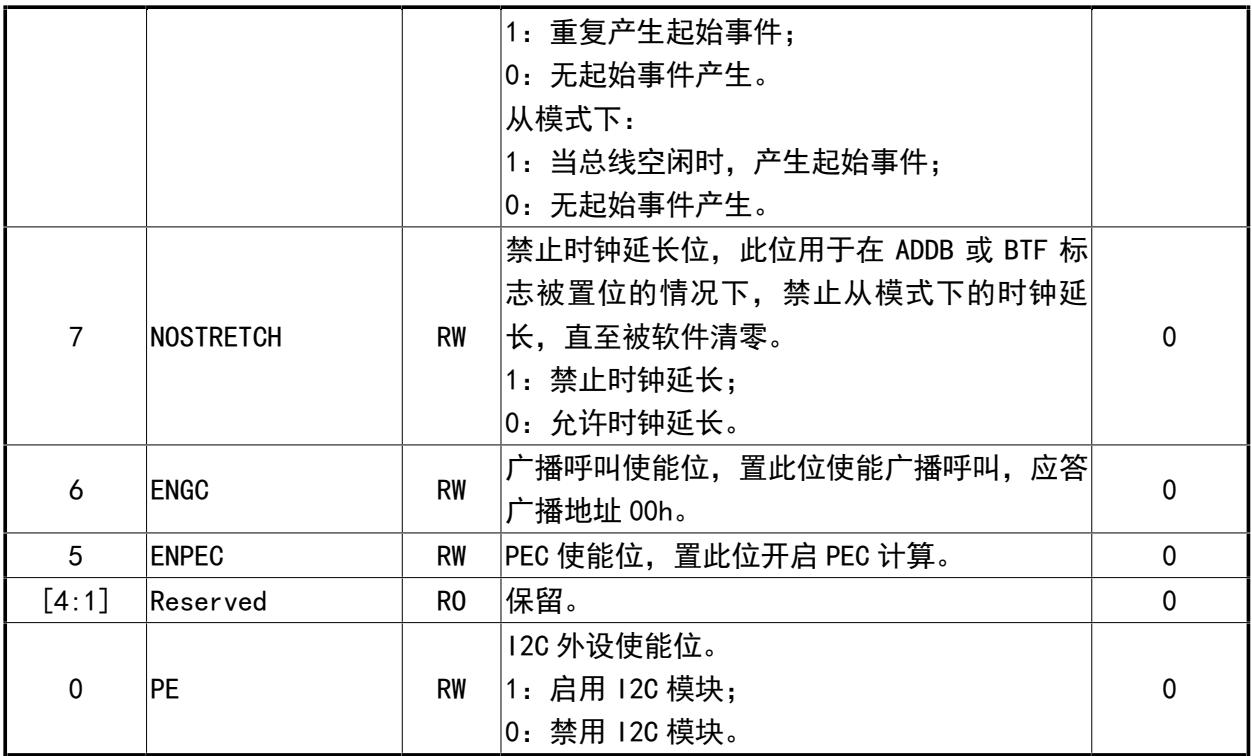 1：重复产生起始事件；
0：无起始事件产生。
从模式下：
1：当总线空闲时，产生起始事件；
0：无起始事件产生。
7 NOSTRETCH RW 禁止时钟延长位，此位用于在 ADDB 或 BTF 标
志被置位的情况下，禁止从模式下的时钟延
长，直至被软件清零。
1：禁止时钟延长；
0：允许时钟延长。 0
6 ENGC RW 广播呼叫使能位，置此位使能广播呼叫，应答
广播地址 00h。 0
5 ENPEC RW PEC 使能位，置此位开启 PEC 计算。 0
[4:1] Reserved RO 保留。 0
0 PE RW I2C 外设使能位。
1：启用 I2C 模块；
0：禁用 I2C 模块。 0